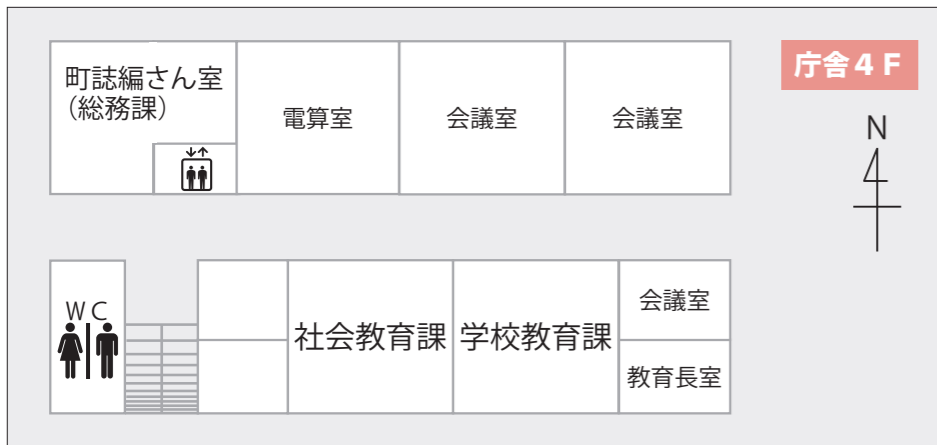 庁舎４Ｆ
N
町誌編さん室
（総務課）
電算室
会議室
会議室
ＷＣ
社会教育課
学校教育課
会議室
教育長室